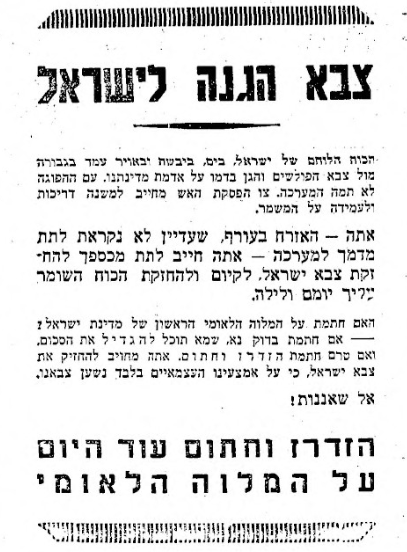 צבא הגנה לישראל
הכוח הלוחם של ישראל, בים, ביבשה ובאויר עמד בגבורה
מול צבא הפולשים והגן בדמו על אדמת מדינתנו. עם ההפוגה
לא תמה המערכה. צו הפסקת האש מחייב למשנה דריכות
ולעמידה על המשמר.
אתה — האזרח בעורף, שעדיין לא נקראת לתת
מדמך למערכה — אתה חייב לתת מכספך להח־
זקת צבא ישראל, לקיום ולהחזקת הכוח השומר
עליך יומם ולילה.
האם חתמת על המלוה הלאומי הראשון של מדינת ישראל?
— אם חתמת בדוק נא, שמא תוכל להגדיל את הסכום,
ואם טרם חתמת הזדרז וחתום. אתה מחויב להחזיק את
צבא ישראל, כי על אמצעינו העצמאיים בלבד נשען צבאנו.
אל שאננות!
הזדרז וחתום עוד היום
על המלוה הלאומי